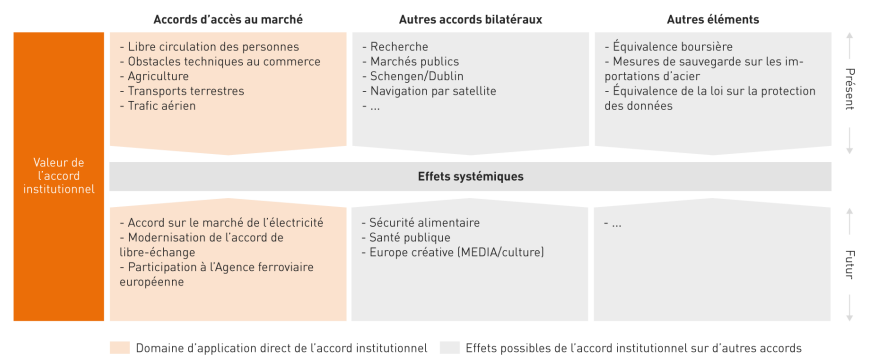 Accords d’accès au marché
Autres accords bilatéraux
Autres éléments
Valeur de
l’accord
institutionnel
- Libre circulation des personnes
- Obstacles techniques au commerce
- Agriculture
- Transports terrestres
- Trafic aérien
- Recherche
- Marchés publics
- Schengen/Dublin
- Navigation par satellite
- ...
- Équivalence boursière
- Mesures de sauvegarde sur les im-
portations d’acier
- Équivalence de la loi sur la protection
des données
Présent
Effets systémiques
- Accord sur le marché de l’électricité
- Modernisation de l’accord de
libre-échange
- Participation à l’Agence ferroviaire
européenne
- Sécurité alimentaire
- Santé publique
- Europe créative (MEDIA/culture)
- ...
Futur
Domaine d’application direct de l’accord institutionnel
Effets possibles de l’accord institutionnel sur d’autres accords